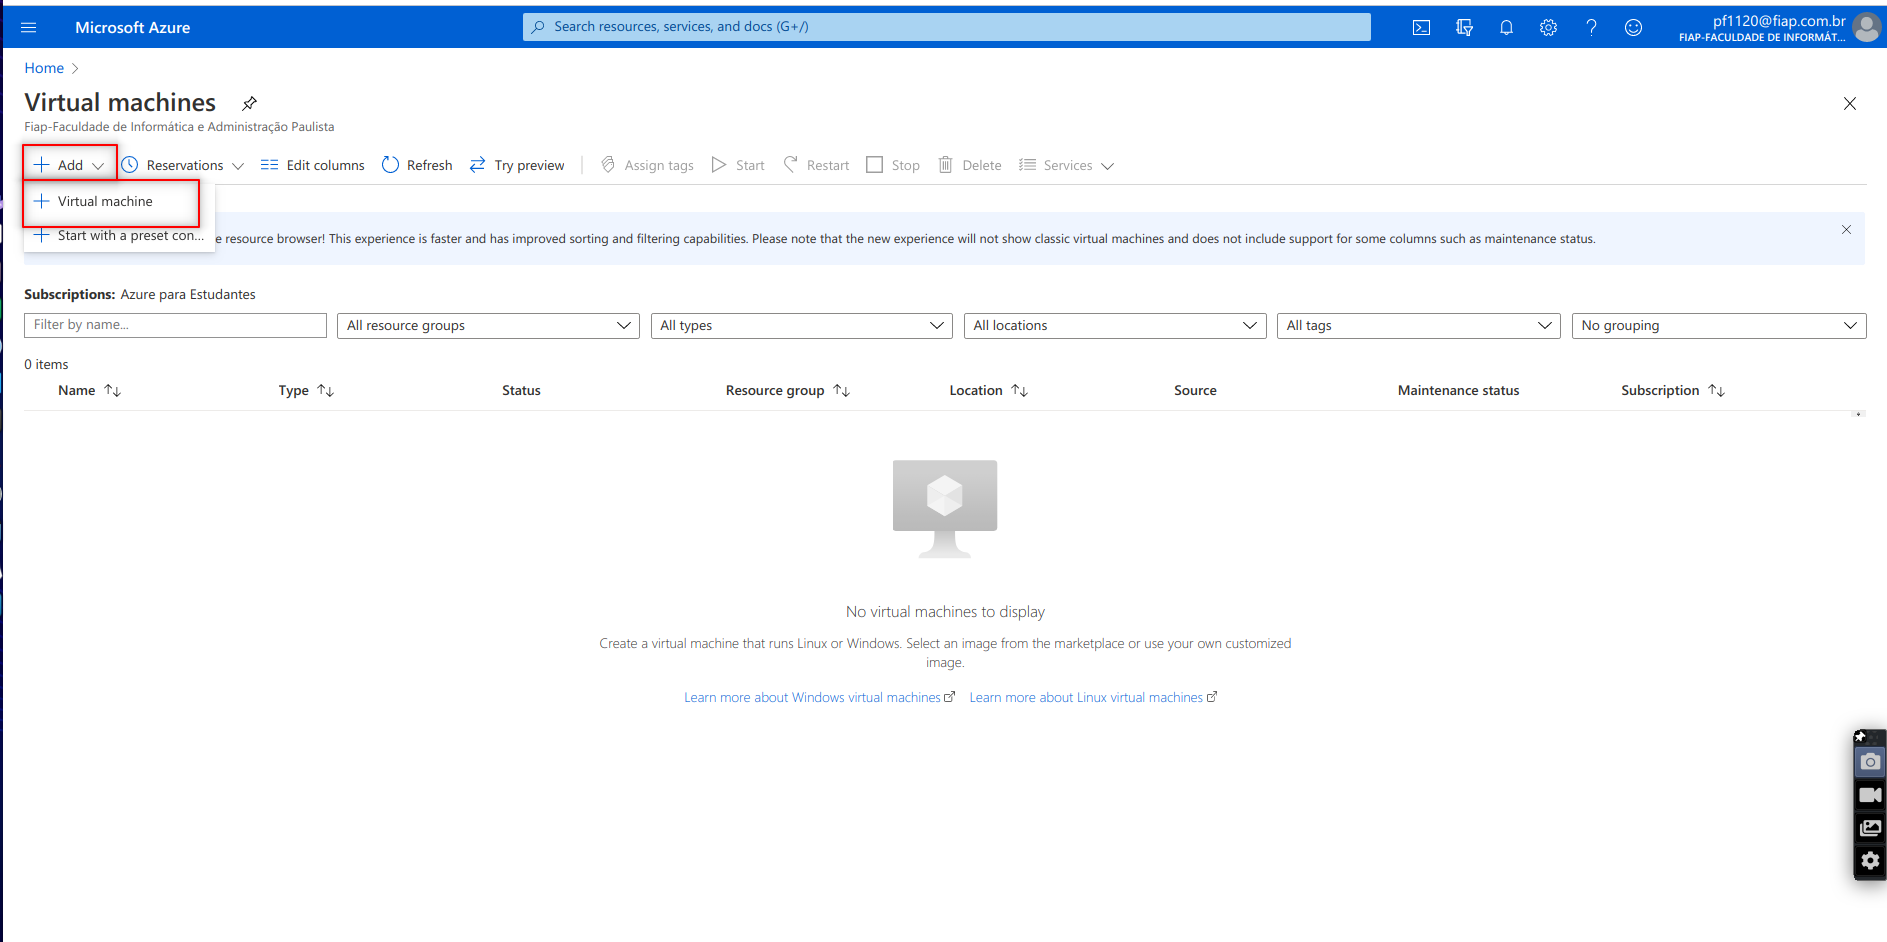 Microsoft Azure
Search resources, services, and docs (G+/)
pf1120@fiap.com.br
FIAP-FACULDADE DE INFORMÁT...
Home
Virtual machines
Fiap-Faculdade de Informática e Administração Paulista
Add
Reservations
Edit columns
Refresh
Try preview
Assign tags
Start
Restart
Stop
Delete
Services
Virtual machine
Start with a preset con...
e resource browser! This experience is faster and has improved sorting and filtering capabilities. Please note that the new experience will not show classic virtual machines and does not include support for some columns such as maintenance status.
Subscriptions: Azure para Estudantes
Filter by name...
All resource groups
All types
All locations
All tags
No grouping
0 items
Name
Type
Status
Resource group
Location
Source
Maintenance status
Subscription
No virtual machines to display
Create a virtual machine that runs Linux or Windows. Select an image from the marketplace or use your own customized
image.
Learn more about Windows virtual machines
Learn more about Linux virtual machines